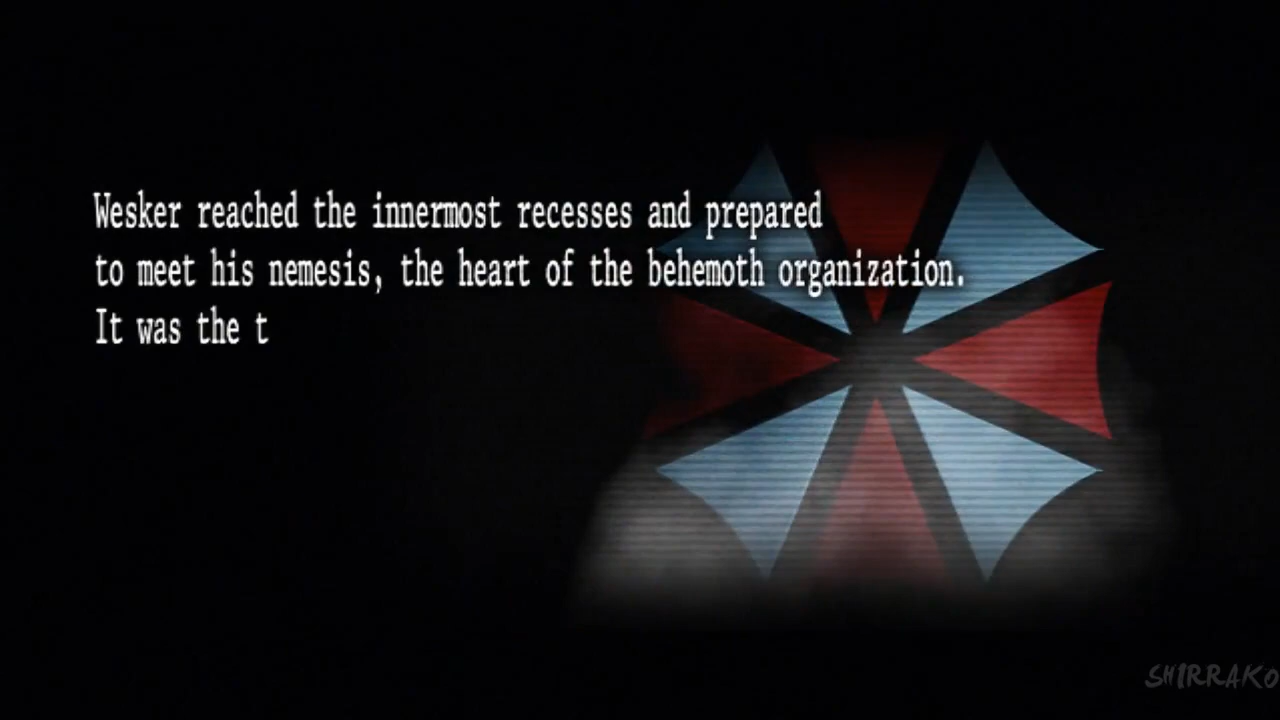 Wesker reached the innermost recesses and prepared
to meet his nemesis, the heart of the behemoth organization.
It was the t
SHIRRAKO